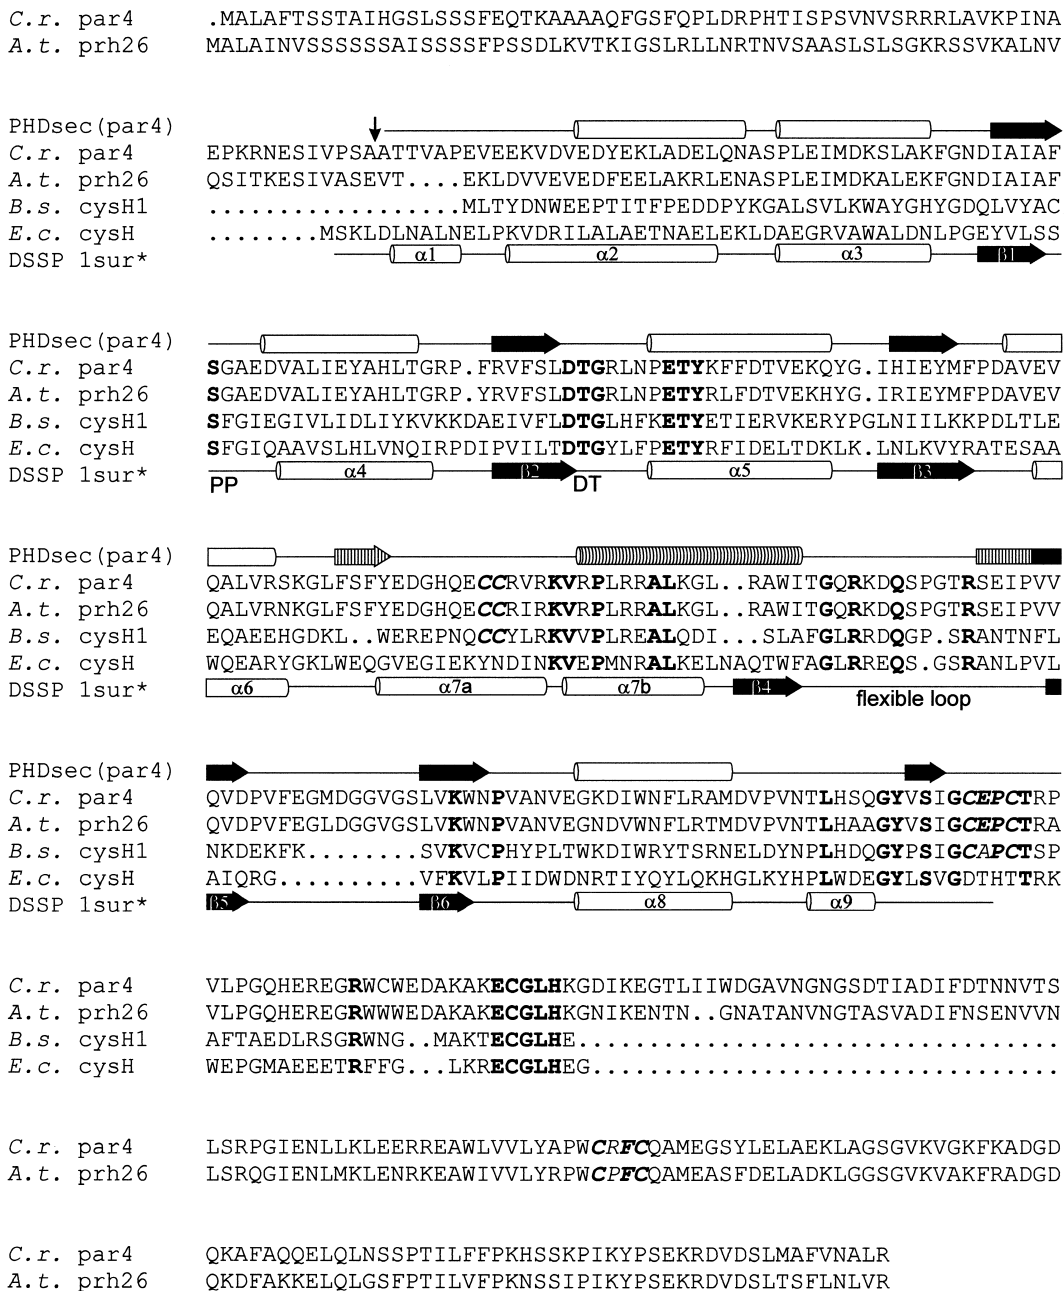 C.r. par4 .MALAFTSSTAIHGSLSSSFEQTKAAAAQFGSFQPLDRPHTISPSVNVSRRRLAVKPINA
A.t. prh26 MALAINVSSSSSSAISSSSFPSSDLKVTKIGSLRLLNRTNVSAASLSLSGKRSSVKALNV
PHDsec(par4)
C.r. par4 EPKRNESIVPSAATTVAPEVEEKVDVEDYEKLADELQNASPLEIMDKSLAKFGNDIAIAF
A.t. prh26 QSITKESIVASEVT....EKLDVVEVEDFEELAKRLENASPLEIMDKALEKFGNDIAIAF
B.s. cysH1 ..................MLTYDNWEEPTITFPEDDPYKGALSVLKWAYGHYGDQLVYAC
E.c. cysH ........MSKLDLNALNELPKVDRILALAETNAELEKLDAEGRVAWALDNLPGEYVLSS
DSSP 1sur* α1 α2 α3 β1
PHDsec(par4)
C.r. par4 SGAEDVALIEYAHLTGRP.FRVFSLDTGRLNPETYKFFDTVEKQYG.IHIEYMFPDAVEV
A.t. prh26 SGAEDVALIEYAHLTGRP.YRVFSLDTGRLNPETYRLFDTVEKHYG.IRIEYMFPDAVEV
B.s. cysH1 SFGIEGIVLIDLIYKVKKDAEIVFLDTGLHFKETYETIERVKERYPGLNIILKKPDLTLE
E.c. cysH SFGIQAAVSLHLVNQIRPDIPVILTDTGYLFPETYRFIDELTDKLK.LNLKVYRATESAA
DSSP 1sur* α4 β2 α5 β3
PP DT
PHDsec(par4)
C.r. par4 QALVRSKGLFSFYEDGHQECCRVRKVRPLRRALKGL..RAWITGQRKDQSPGTRSEIPVV
A.t. prh26 QALVRNKGLFSFYEDGHQECCRIRKVRPLRRALKGL..RAWITGQRKDQSPGTRSEIPVV
B.s. cysH1 EQAEEHGDKL..WEREPNQCCYLRKVVPLREALQDI...SLAFGLRRDQGP.SRANTNFL
E.c. cysH WQEARYGKLWEQGVEGIEKYNDINKVEPMNRALKELNAQTWFAGLRREQS.GSRANLPVL
DSSP 1sur* α6 α7a α7b β4
flexible loop
PHDsec(par4)
C.r. par4 QVDPVFEGMDGGVGSLVKWNPVANVEGKDIWNFLRAMDVPVNTLHSQGYVSIGCEPCTRP
A.t. prh26 QVDPVFEGLDGGVGSLVKWNPVANVEGNDVWNFLRTMDVPVNTLHAAGYVSIGCEPCTRA
B.s. cysH1 NKDEKFK........SVKVCPHYPLTWKDIWRYTSRNELDYNPLHDQGYPSIGCAPCTSP
E.c. cysH AIQRG..........VFKVLPIIDWDNRTIYQYLQKHGLKYHPLWDEGYLSVGDTHTTRK
DSSP 1sur* β5 β6 α8 α9
C.r. par4 VLPGQHEREGRWCWEDAKAKECGLHKGDIKEGTLIIWDGAVNGNGSDTIADIFDTNNVTS
A.t. prh26 VLPGQHEREGRWWWEDAKAKECGLHKGNIKENTN..GNATANVNGTASVADIFNSENVVN
B.s. cysH1 AFTAEDLRSGRWNG..MAKTECGLHE..................................
E.c. cysH WEPGMAEEETRFFG...LKRECGLHEG.................................
C.r. par4 LSRPGIENLLKLEERREAWLVVLYAPWCRFCQAMEGSYLELAEKLAGSGVKVGKFKADGD
A.t. prh26 LSRQGIENLMKLENRKEAWIVVLYRPWCPFCQAMEASFDELADKLGGSGVKVAKFRADGD
C.r. par4 QKAFAQQELQLNSSPTILFFPKHSSKPIKYPSEKRDVDSLMAFVNALR
A.t. prh26 QKDFAKKELQLGSFPTILVFPKNSSIPIKYPSEKRDVDSLTSFLNLVR